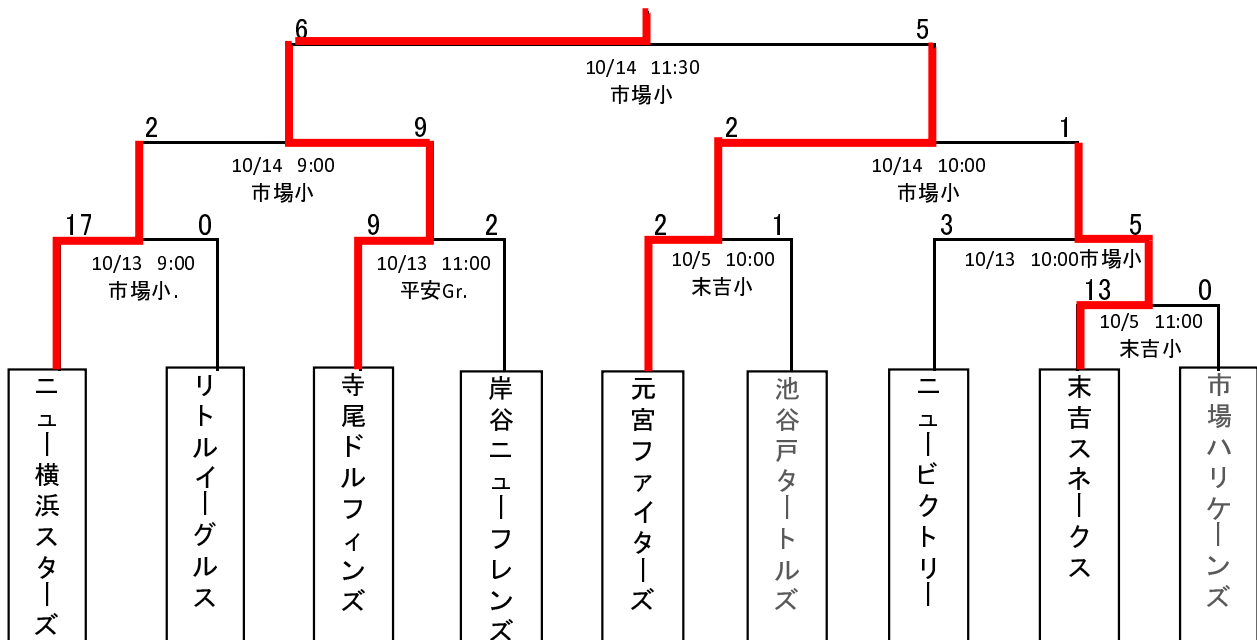 6 5
10/14 11:30
市場小
2 9 2 1
10/14 9:00 10/14 10:00
市場小 市場小
17 0 9 2 2 1 3 5
10/13 9:00 10/13 11:00 10/5 10:00 10/13 10:00市場小
市場小. 平安Gr. 末吉小
13 0
10/5 11:00
末吉小
ニュー横浜スターズ
リトルイーグルス
寺尾ドルフィンズ
岸谷ニューフレンズ
元宮ファイターズ
池谷戸タートルズ
ニュービクトリー
末吉スネークス
市場ハリケーンズ